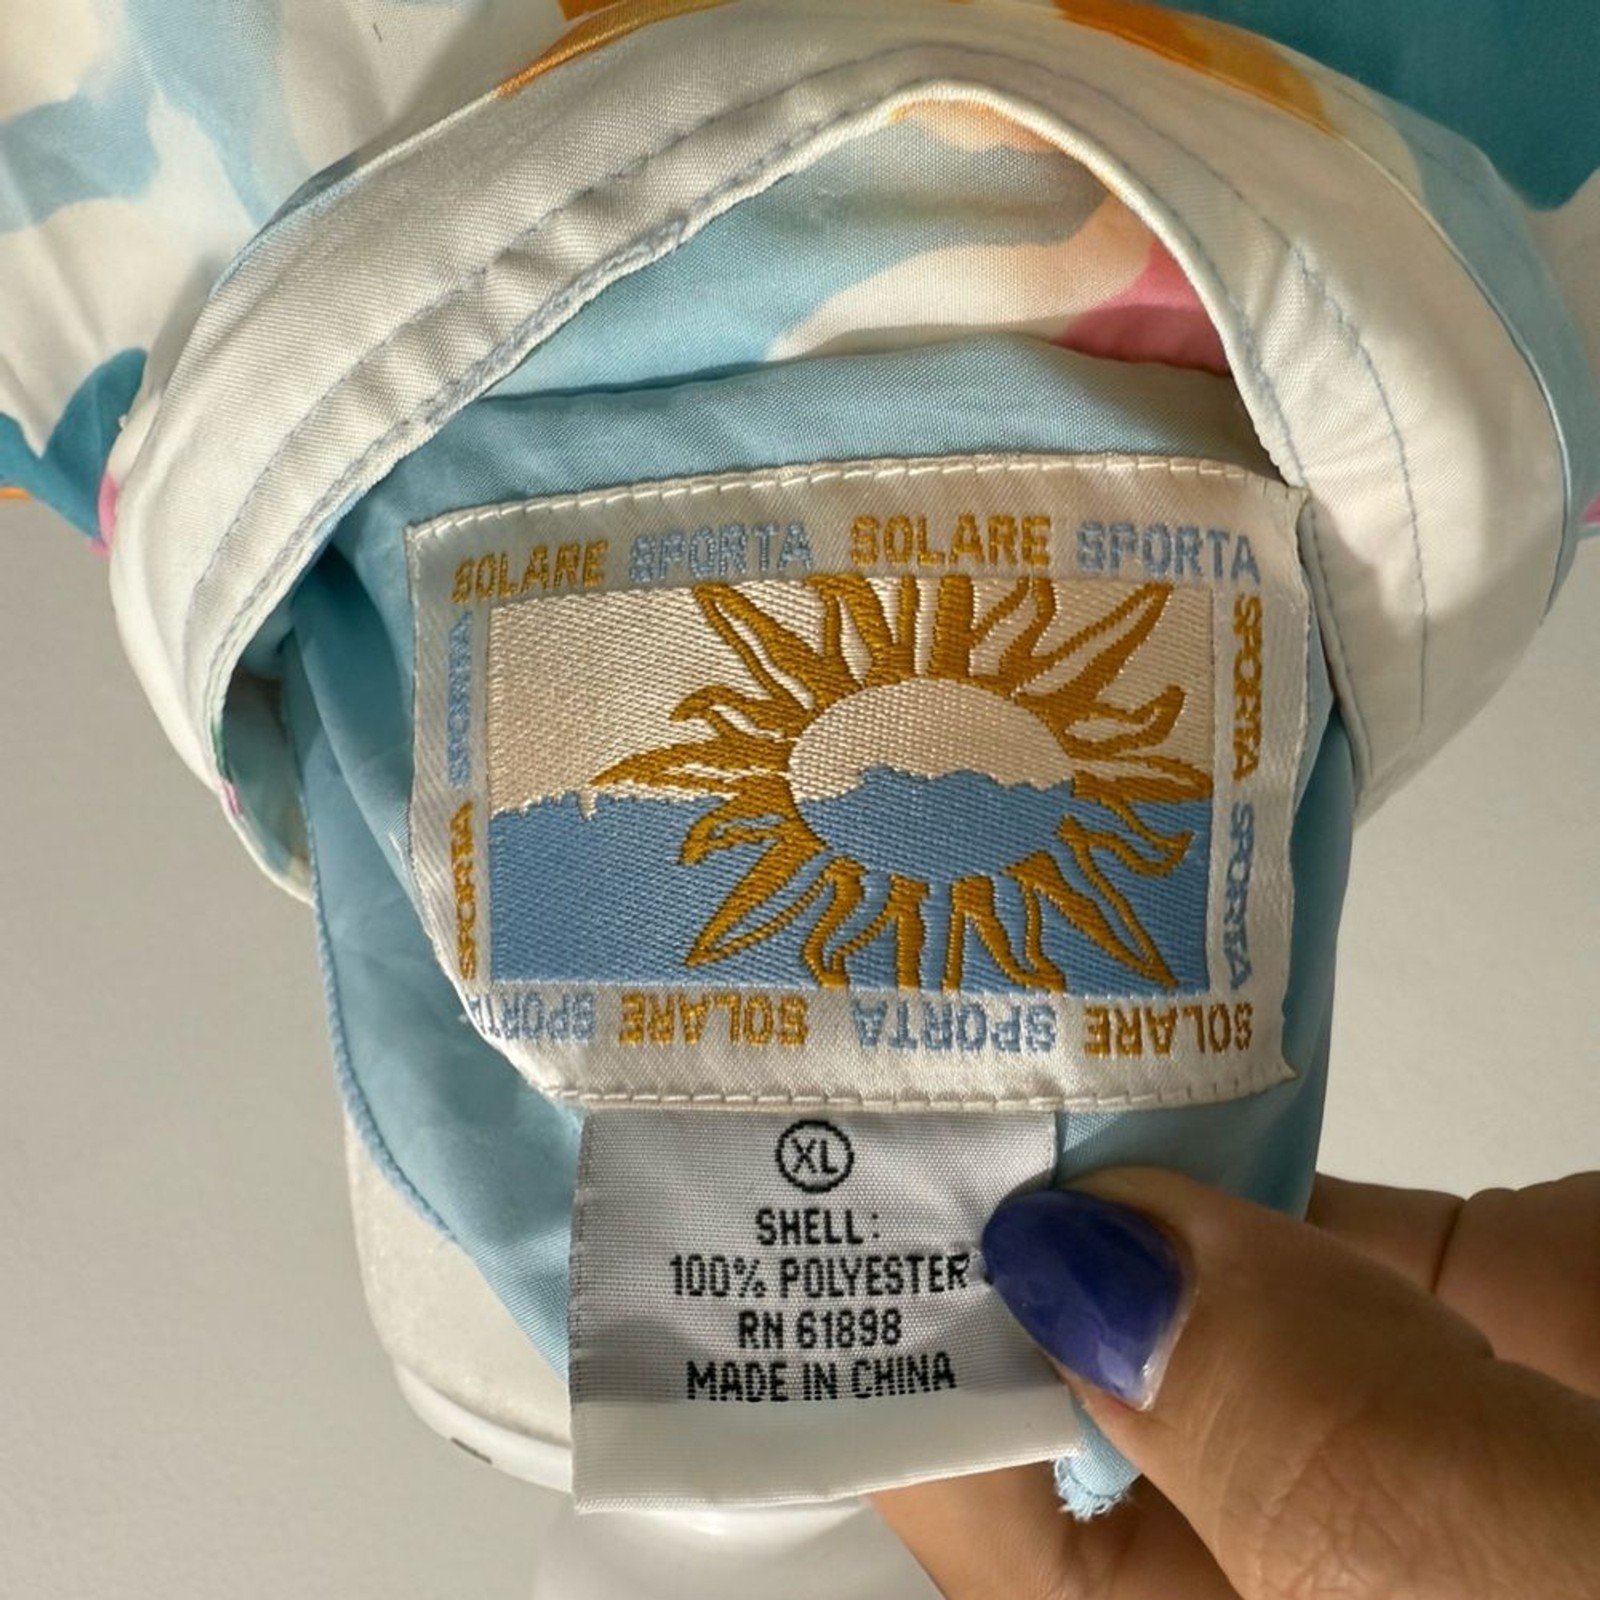 SOLARE SPORTA SOLARE SPORTA
SPORTA SPORTA
SPORTA SPORTA
SOLARE SPORTA SOLARE SPORTA
XL
SHELL:
100% POLYESTER
RN 61898
MADE IN CHINA